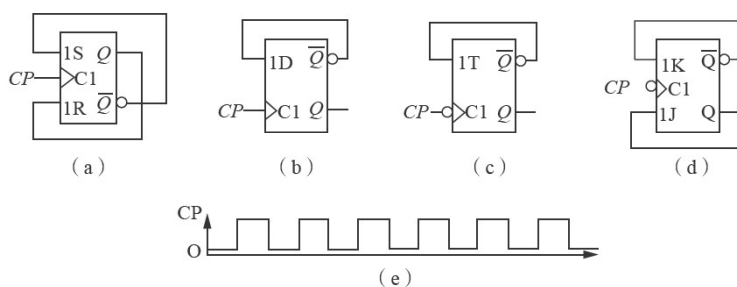 1S Q
CP C1
1R Q̅
(a)
1D Q̅
CP C1 Q
(b)
1T Q̅
CP C1 Q
(c)
1K Q̅
CP C1
1J Q
(d)
CP
O
(e)